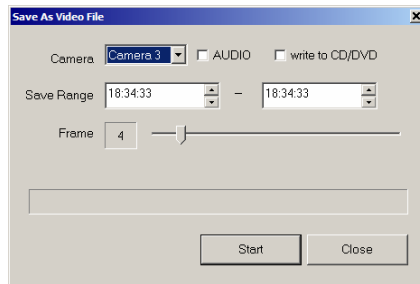 Save As Video File
Camera Camera 3 AUDIO write to CD/DVD
Save Range 18:34:33 – 18:34:33
Frame 4
Start Close